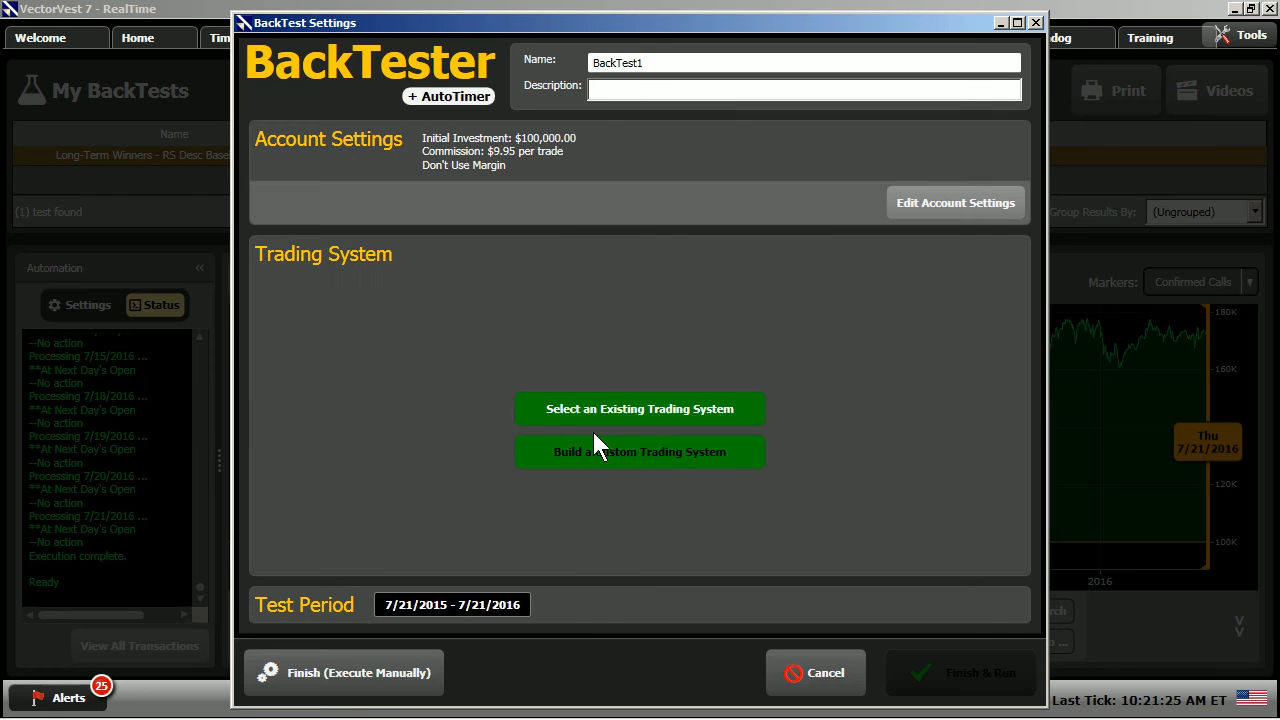 VectorVest 7 - RealTime
BackTest Settings
Welcome
Home
Training
Tools
BackTester
+ AutoTimer
Name:
BackTest1
Description:
My BackTests
Print
Videos
Name
Long-Term Winners - RS Desc Base
(1) test found
Group Results By:
(Ungrouped)
Account Settings
Initial Investment: $100,000.00
Commission: $9.95 per trade
Don't Use Margin
Edit Account Settings
Trading System
Select an Existing Trading System
Automation
Settings
Status
--No action
Processing 7/15/2016 ...
**At Next Day's Open
--No action
Processing 7/18/2016 ...
**At Next Day's Open
--No action
Processing 7/19/2016 ...
**At Next Day's Open
--No action
Processing 7/20/2016 ...
**At Next Day's Open
--No action
Processing 7/21/2016 ...
**At Next Day's Open
--No action
Execution complete.
Ready
View All Transactions
Markers:
Confirmed Calls
180K
160K
Thu
7/21/2016
120K
100K
2016
Build a Custom Trading System
Test Period
7/21/2015 - 7/21/2016
Finish (Execute Manually)
Cancel
Finish & Run
Alerts
25
Last Tick: 10:21:25 AM ET